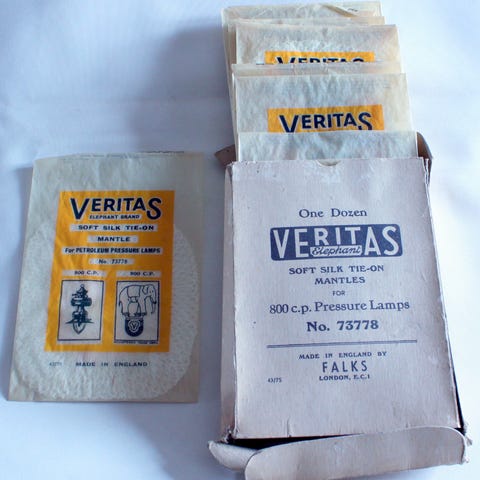 VERITAS
VERITAS
VERITAS
ELEPHANT BRAND
SOFT SILK TIE-ON
MANTLE
For PETROLEUM PRESSURE LAMPS
No. 73778
800 C.P. 800 C.P.
MADE IN ENGLAND
One Dozen
VERITAS
Elephant
SOFT SILK TIE-ON
MANTLES
FOR
800 c.p. Pressure Lamps
No. 73778
MADE IN ENGLAND BY
FALKS
43/75 LONDON, E.C.1